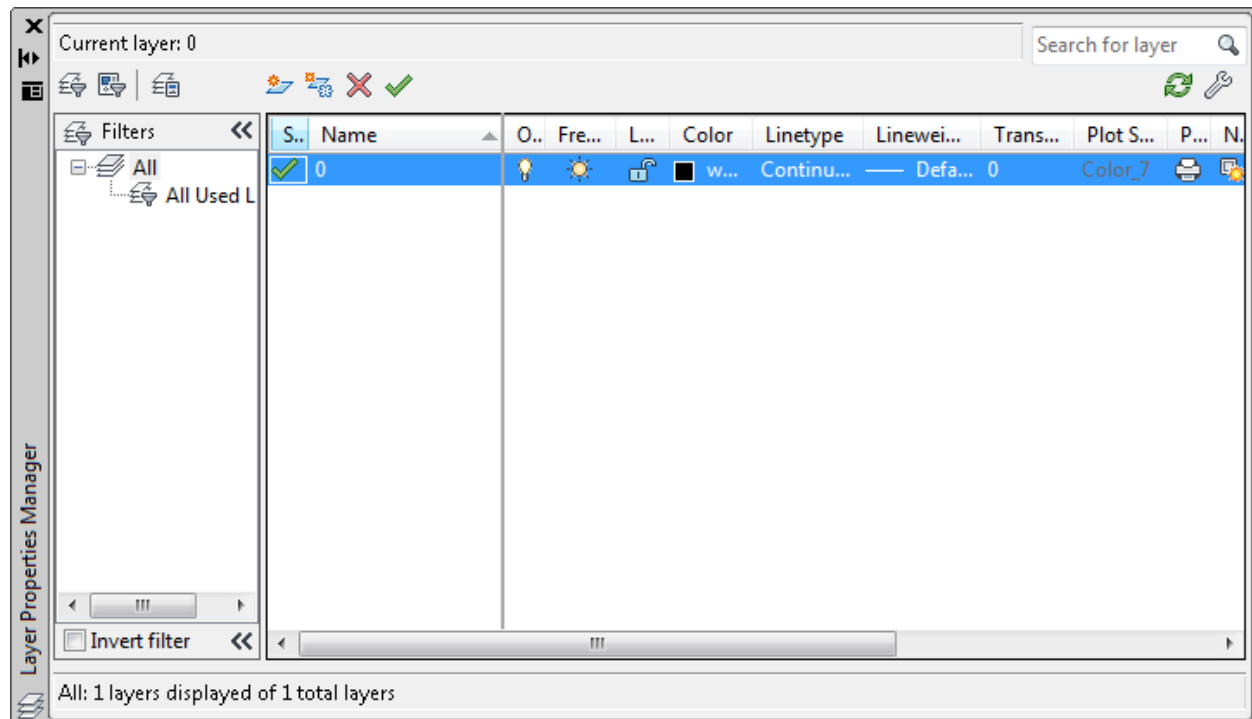 Current layer: 0
Search for layer
Filters
S.. Name O.. Fre... L... Color Linetype Linewei... Trans... Plot S... P... N.
All
0 w... Continu... Defa... 0 Color_7
All Used L
Invert filter
All: 1 layers displayed of 1 total layers
Layer Properties Manager